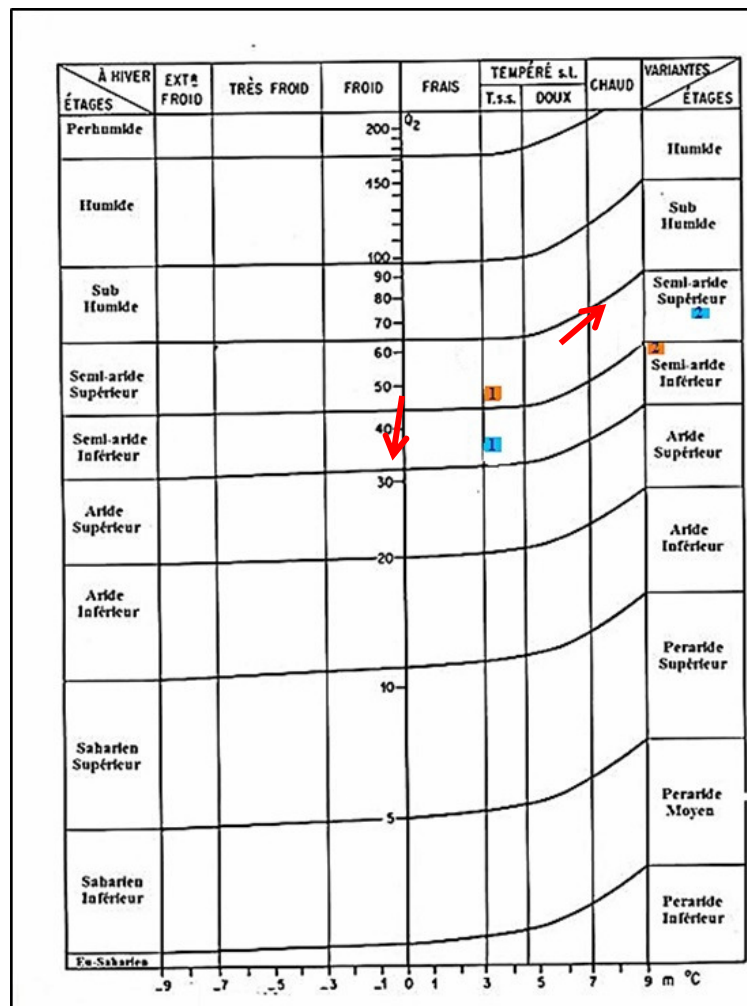 À HIVER
ÉTAGES
EXTR
FROID
TRÈS FROID
FROID
FRAIS
TEMPÉRÉ s.l.
T.s.s.
DOUX
CHAUD
VARIANTES
ÉTAGES
Perhumide
Humide
Sub
Humide
Semi-aride
Supérieur
Semi-aride
Inférieur
Aride
Supérieur
Aride
Inférieur
Saharien
Supérieur
Saharien
Inférieur
Eu-Saharien
Q2
200
150
100
90
80
70
60
50
40
30
20
10
5
1
1
Humide
Sub
Humide
Semi-aride
Supérieur
2
2
Semi-aride
Inférieur
Aride
Supérieur
Aride
Inférieur
Peraride
Supérieur
Peraride
Moyen
Peraride
Inférieur
-9 -7 -5 -3 -1 0 1 3 5 7 9 m °C